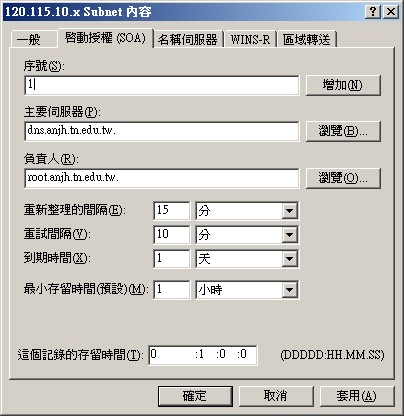 120.115.10.x Subnet 內容
一般 啟動授權 (SOA) 名稱伺服器 WINS-R 區域轉送
序號(S):
1 增加(N)
主要伺服器(P):
dns.anjh.tn.edu.tw. 瀏覽(B)...
負責人(R):
root.anjh.tn.edu.tw. 瀏覽(O)...
重新整理的間隔(E): 15 分
重試間隔(V): 10 分
到期時間(X): 1 天
最小存留時間(預設)(M): 1 小時
這個記錄的存留時間(T): 0 :1 :0 :0 (DDDDD:HH.MM.SS)
確定 取消 套用(A)